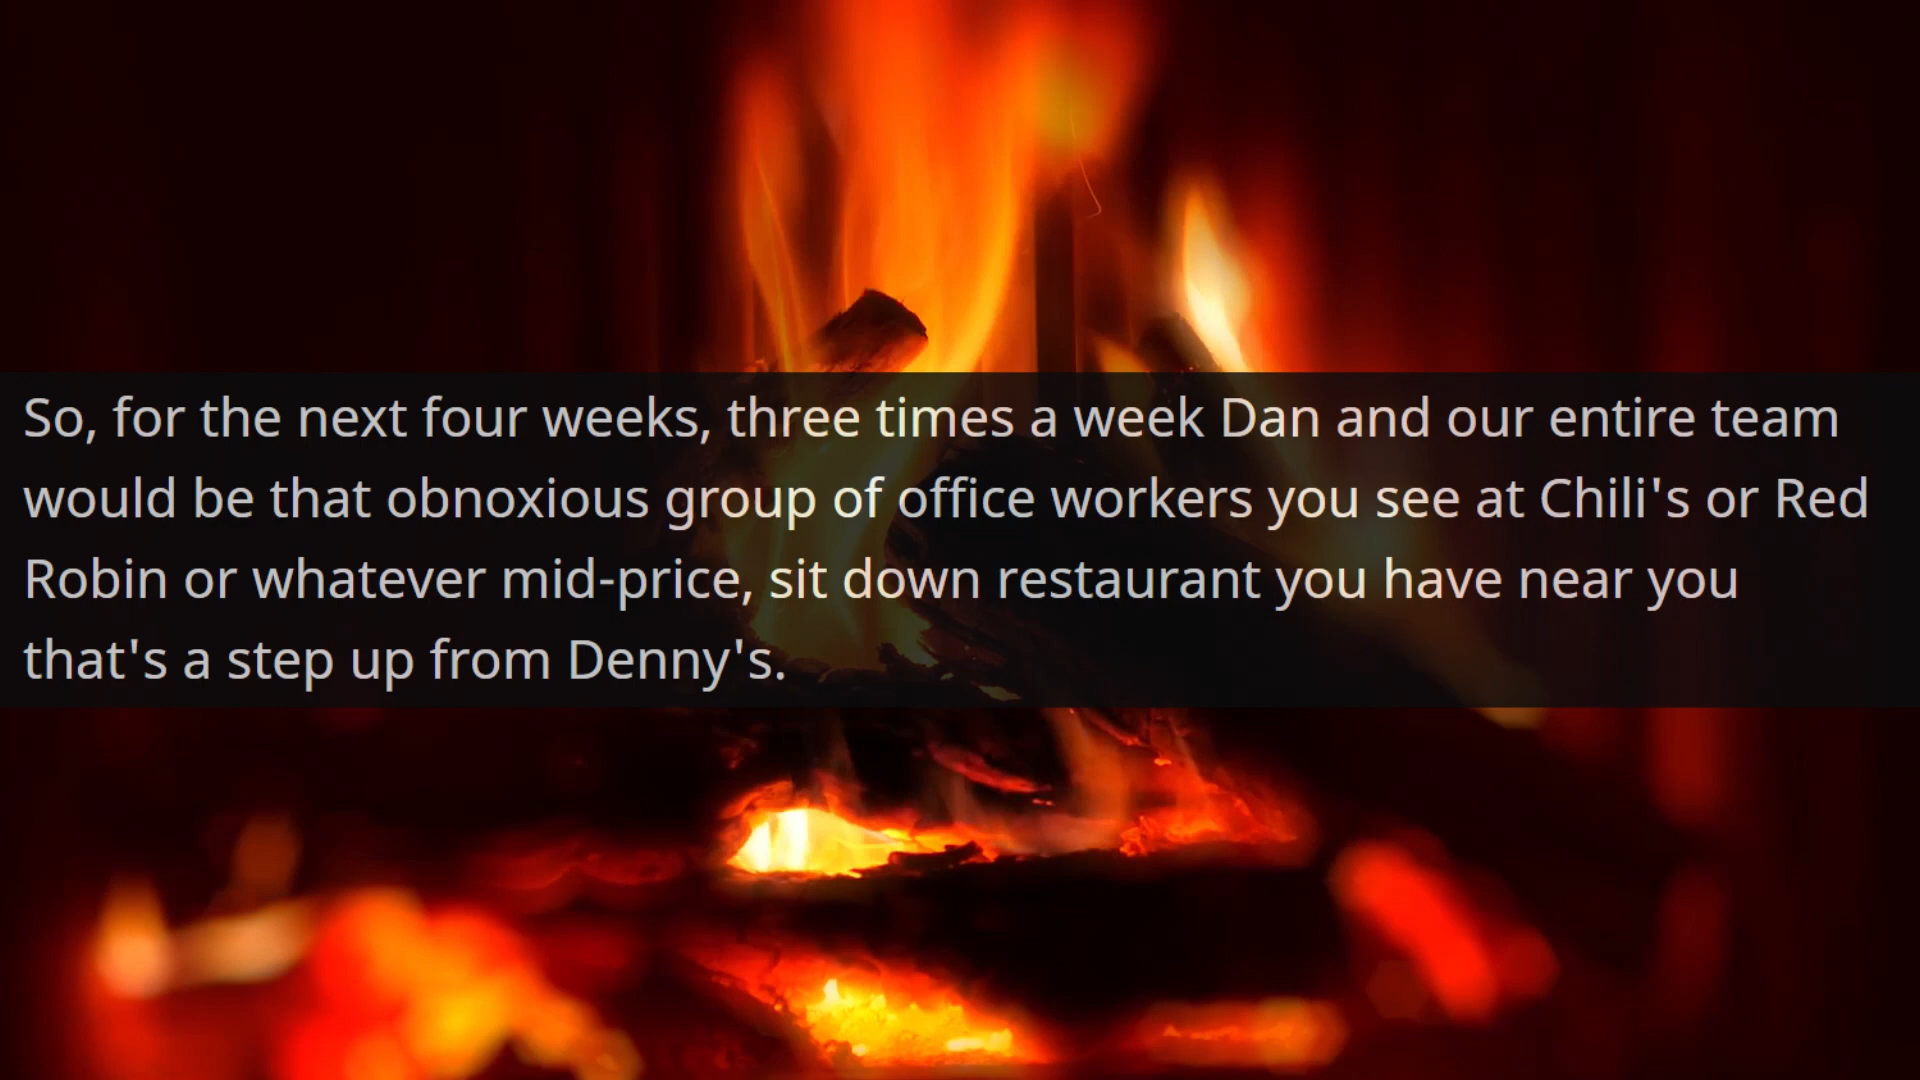 So, for the next four weeks, three times a week Dan and our entire team
would be that obnoxious group of office workers you see at Chili's or Red
Robin or whatever mid-price, sit down restaurant you have near you
that's a step up from Denny's.